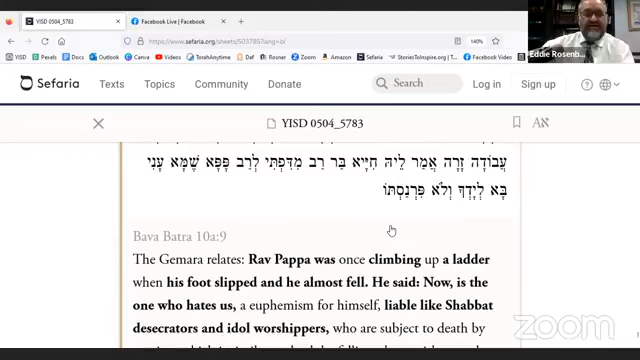 YISD 0504_5783
Facebook Live | Facebook
https://www.sefaria.org/sheets/503785?lang=bi
140%
YISD
Pexels
Docs
Canva
Calendar
Videos
TorahAnytime
Daf
Rosner
Zoom
Amazon
Sefaria
StoriesToInspire.org (
Facebook Video
Sefaria
Texts
Topics
Community
Donate
Search
Log in
Sign up
YISD 0504_5783
עֲבוֹדָה זָרָה אֲמַר לֵיהּ חִיָּיא בַּר רַב מִדִּפְתִּי לְרַב פָּפָּא שֶׁמָּא עָנִי
בָּא לְיָדְךָ וְלֹא פִּרְנַסְתּוֹ
Bava Batra 10a:9
The Gemara relates: Rav Pappa was once climbing up a ladder
when his foot slipped and he almost fell. He said: Now, is the
one who hates us, a euphemism for himself, liable like Shabbat
desecrators and idol worshippers, who are subject to death by
Eddie Rosenb...
zoom